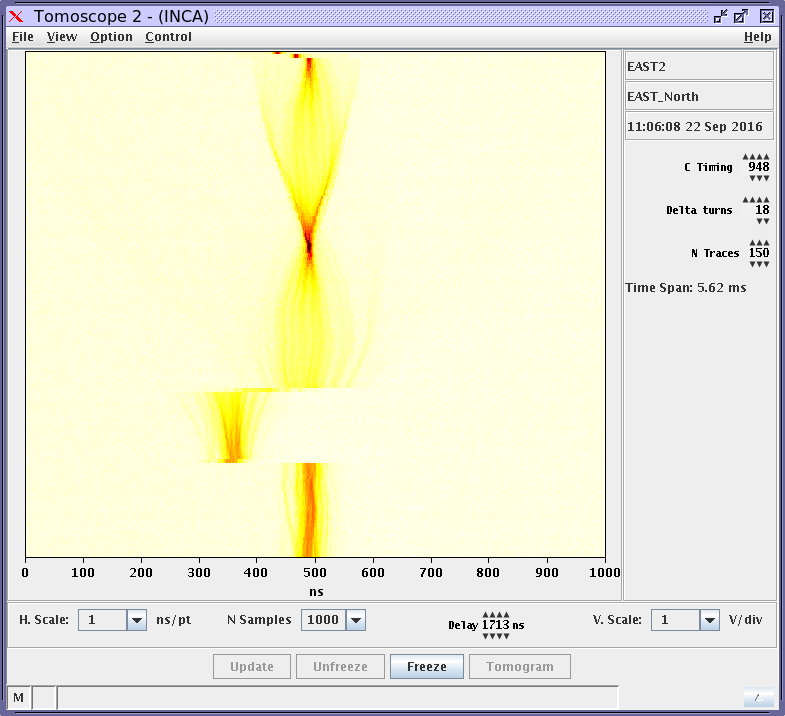 Tomoscope 2 - (INCA)
File View Option Control Help
EAST2
EAST_North
11:06:08 22 Sep 2016
C Timing 948
Delta turns 18
N Traces 150
Time Span: 5.62 ms
0 100 200 300 400 500 600 700 800 900 1000
ns
H. Scale: 1 ns/pt N Samples 1000 Delay 1713 ns V. Scale: 1 V/div
Update Unfreeze Freeze Tomogram
M